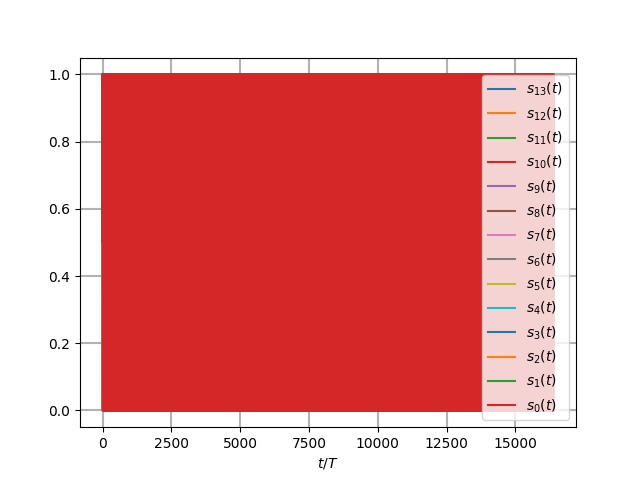 1.0
0.8
0.6
0.4
0.2
0.0
s₁₃(t)
s₁₂(t)
s₁₁(t)
s₁₀(t)
s₉(t)
s₈(t)
s₇(t)
s₆(t)
s₅(t)
s₄(t)
s₃(t)
s₂(t)
s₁(t)
s₀(t)
0 2500 5000 7500 10000 12500 15000
t/T